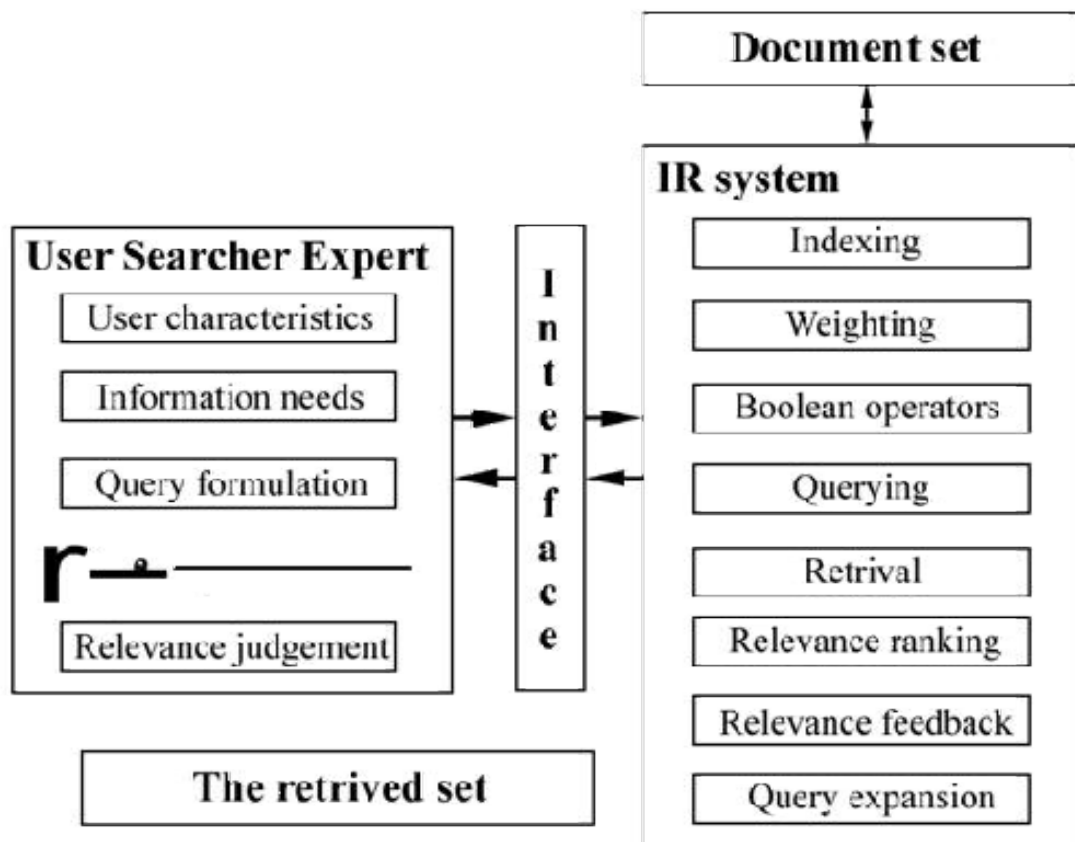 Document set
IR system
Indexing
Weighting
Boolean operators
Querying
Retrival
Relevance ranking
Relevance feedback
Query expansion
User Searcher Expert
User characteristics
Information needs
Query formulation
r
Relevance judgement
Interface
The retrived set